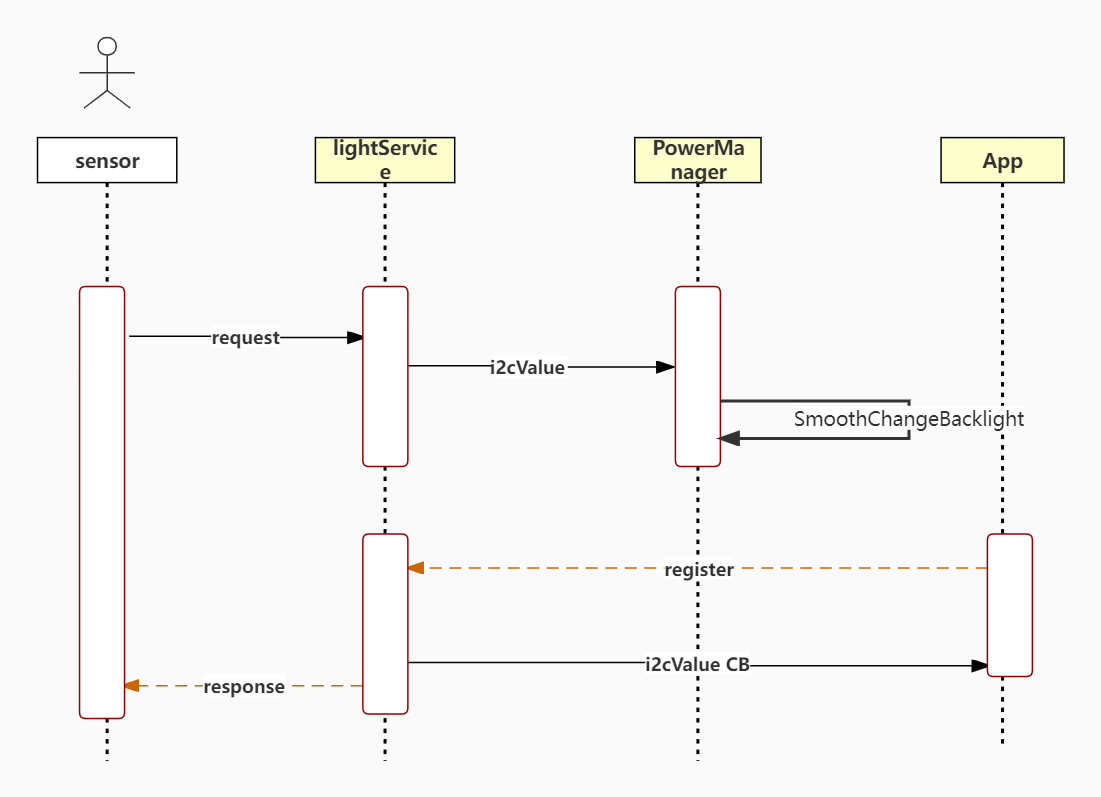 sensor
lightServic
e
PowerMa
nager
App
request
i2cValue
SmoothChangeBacklight
register
i2cValue CB
response